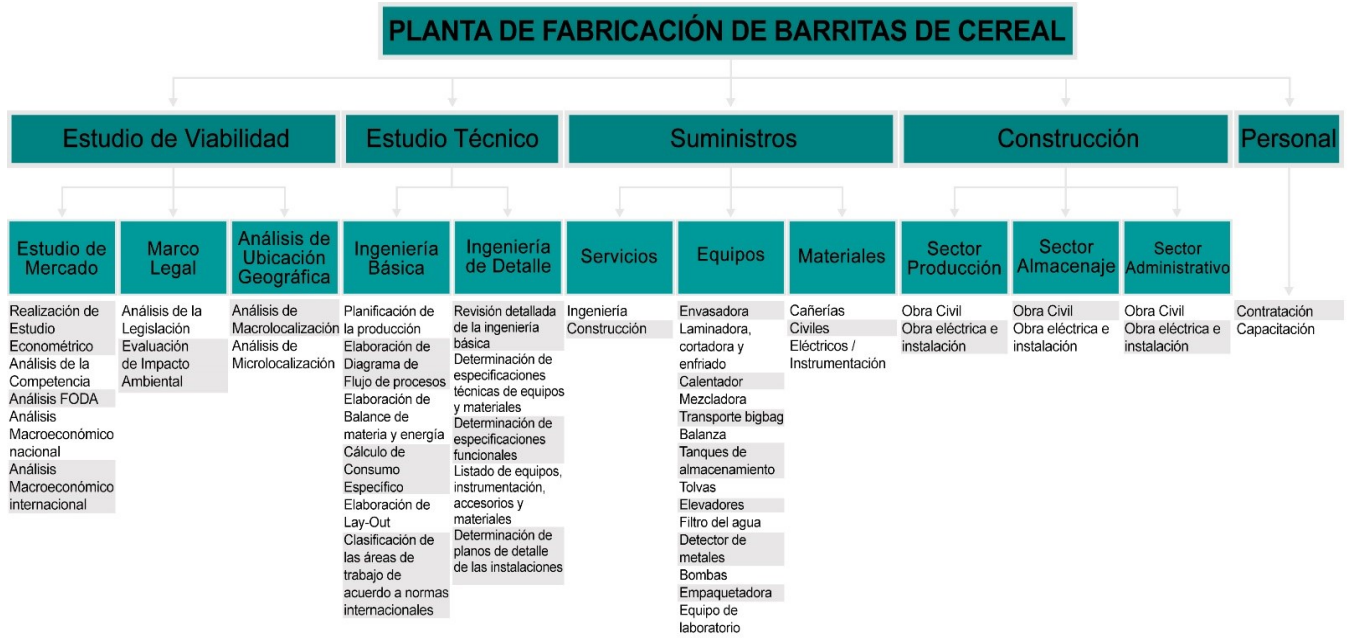 PLANTA DE FABRICACIÓN DE BARRITAS DE CEREAL
Estudio de Viabilidad
Estudio Técnico
Suministros
Construcción
Personal
Estudio de
Mercado
Marco
Legal
Análisis de
Ubicación
Geográfica
Ingeniería
Básica
Ingeniería
de Detalle
Servicios
Equipos
Materiales
Sector
Producción
Sector
Almacenaje
Sector
Administrativo
Realización de
Estudio
Econométrico
Análisis de la
Competencia
Análisis FODA
Análisis
Macroeconómico
nacional
Análisis
Macroeconómico
internacional
Análisis de la
Legislación
Evaluación
de Impacto
Ambiental
Análisis de
Macrolocalización
Análisis de
Microlocalización
Planificación de
la producción
Elaboración de
Diagrama de
Flujo de procesos
Elaboración de
Balance de
materia y energía
Cálculo de
Consumo
Específico
Elaboración de
Lay-Out
Clasificación de
las áreas de
trabajo de
acuerdo a normas
internacionales
Revisión detallada
de la ingeniería
básica
Determinación de
especificaciones
técnicas de equipos
y materiales
Determinación de
especificaciones
funcionales
Listado de equipos,
instrumentación,
accesorios y
materiales
Determinación de
planos de detalle
de las instalaciones
Ingeniería
Construcción
Envasadora
Laminadora,
cortadora y
enfriado
Calentador
Mezcladora
Transporte bigbag
Balanza
Tanques de
almacenamiento
Tolvas
Elevadores
Filtro del agua
Detector de
metales
Bombas
Empaquetadora
Equipo de
laboratorio
Cañerías
Civiles
Eléctricos /
Instrumentación
Obra Civil
Obra eléctrica e
instalación
Obra Civil
Obra eléctrica e
instalación
Obra Civil
Obra eléctrica e
instalación
Contratación
Capacitación